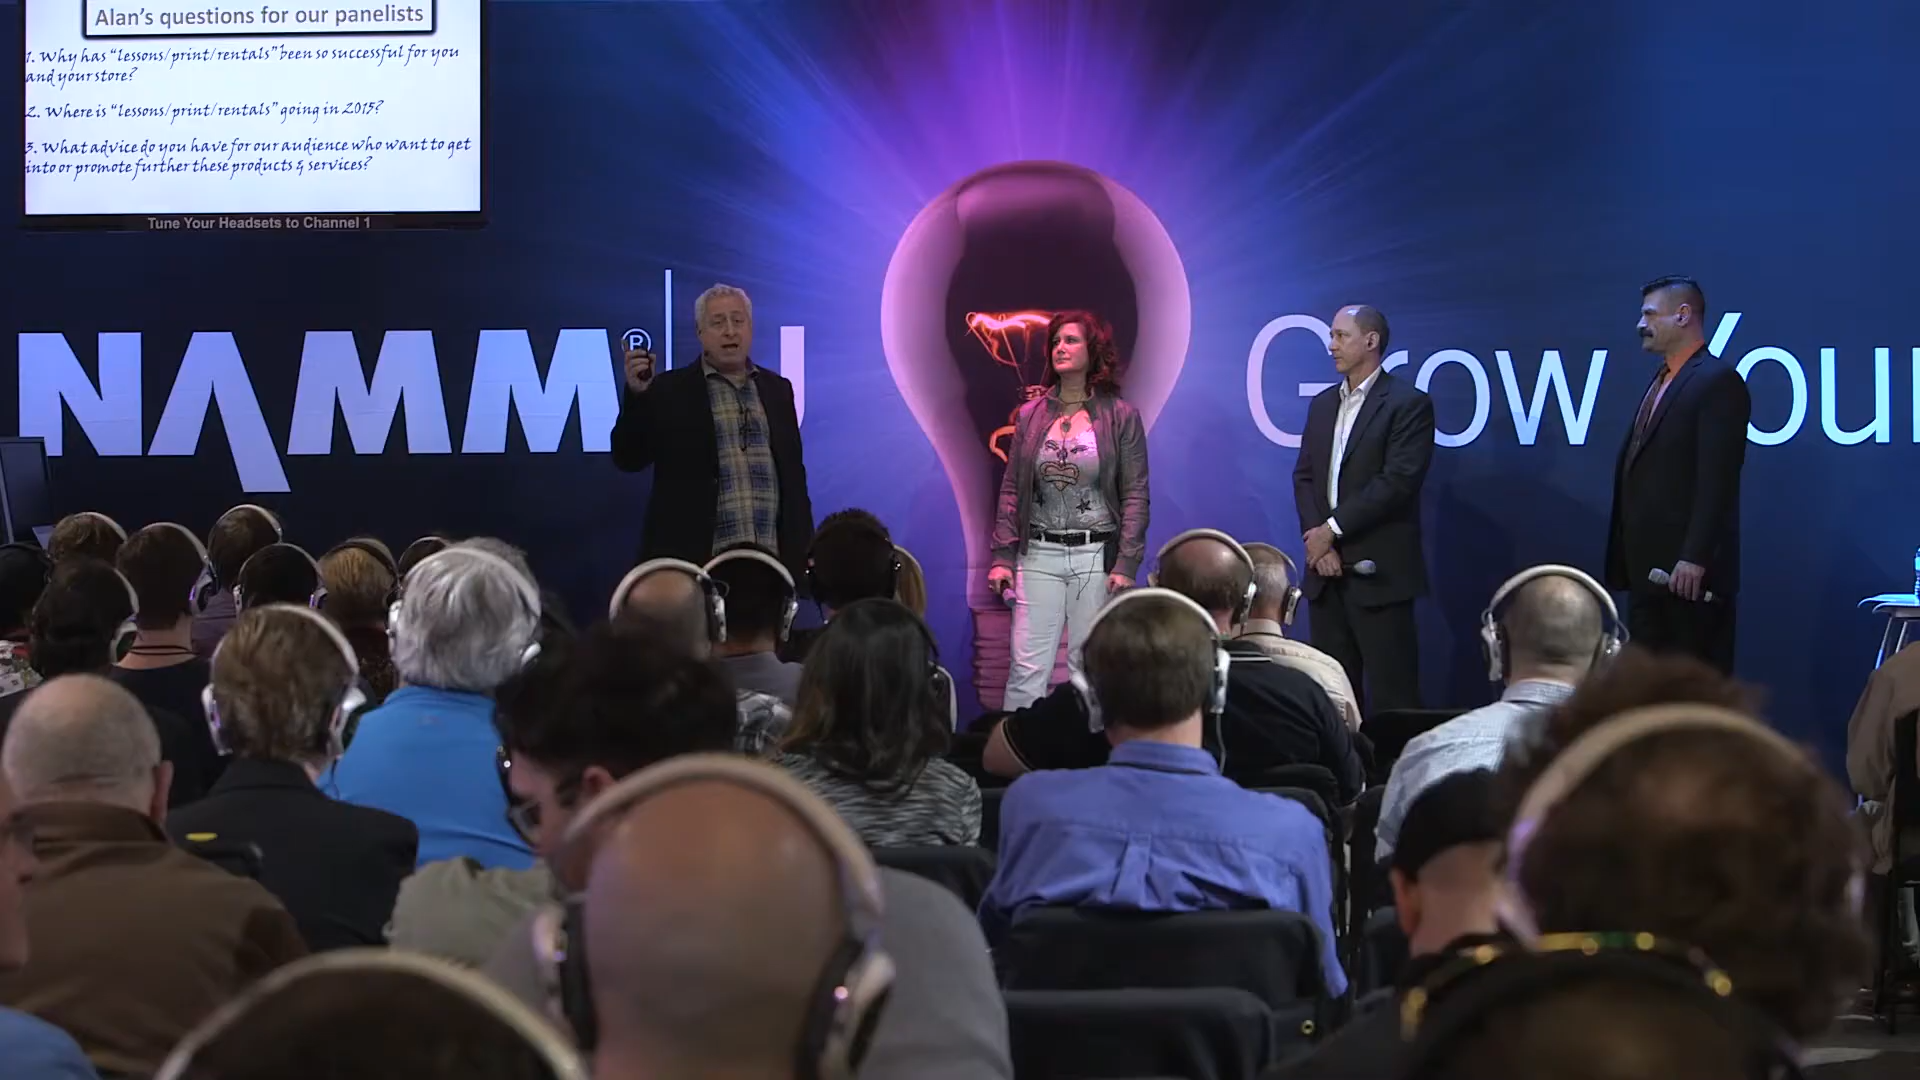 Alan's questions for our panelists
1. Why has "lessons/print/rentals" been so successful for you
and your store?
2. Where is "lessons/print/rentals" going in 2015?
3. What advice do you have for our audience who want to get
into or promote further these products & services?
Tune Your Headsets to Channel 1
NAMM® U Grow Your